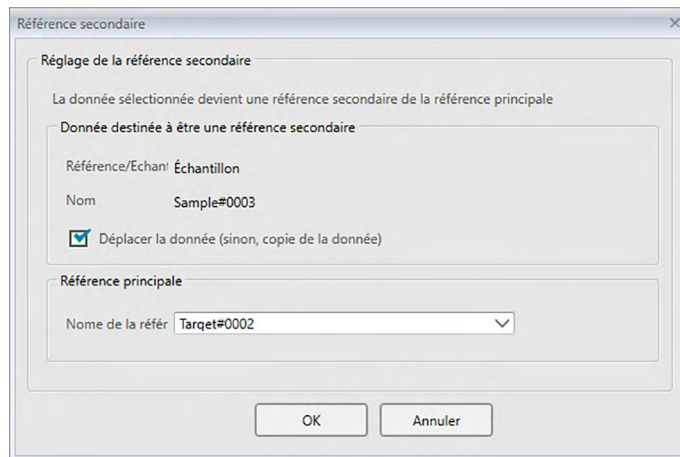 Référence secondaire
Réglage de la référence secondaire
La donnée sélectionnée devient une référence secondaire de la référence principale
Donnée destinée à être une référence secondaire
Référence/Echant Échantillon
Nom Sample#0003
Déplacer la donnée (sinon, copie de la donnée)
Référence principale
Nome de la référ Target#0002
OK Annuler